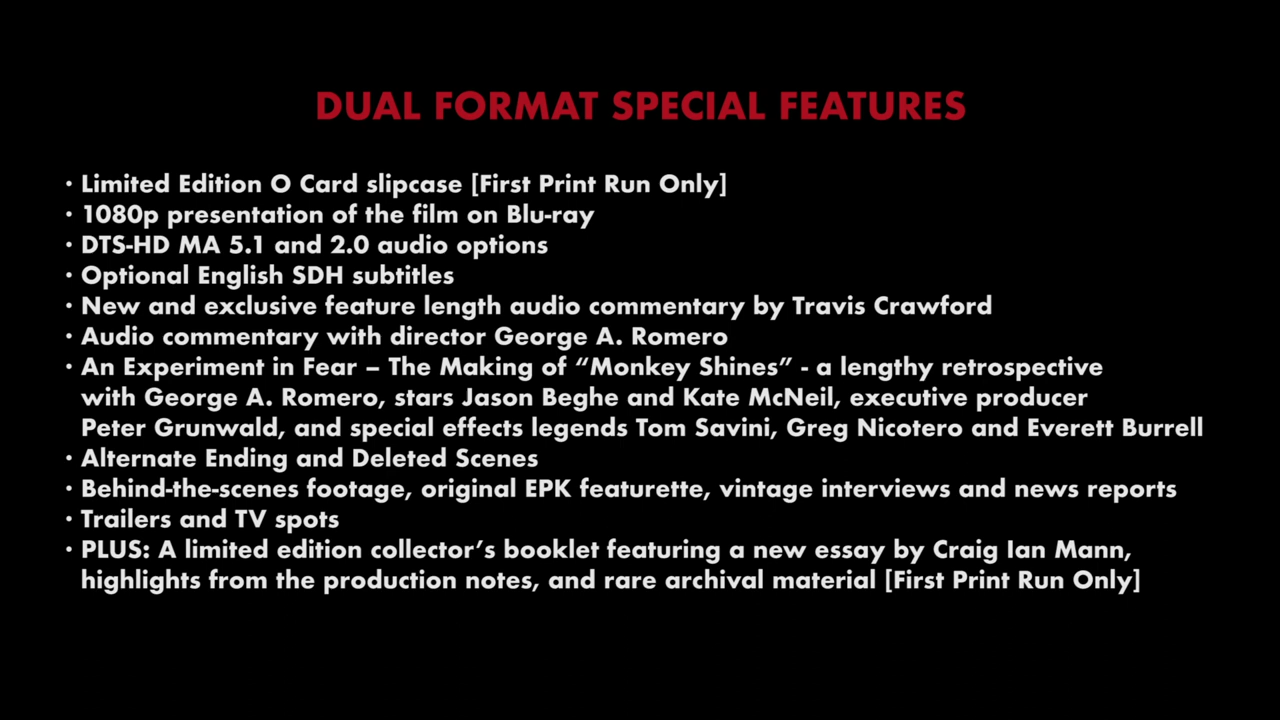 DUAL FORMAT SPECIAL FEATURES
• Limited Edition O Card slipcase [First Print Run Only]
• 1080p presentation of the film on Blu-ray
• DTS-HD MA 5.1 and 2.0 audio options
• Optional English SDH subtitles
• New and exclusive feature length audio commentary by Travis Crawford
• Audio commentary with director George A. Romero
• An Experiment in Fear – The Making of “Monkey Shines” - a lengthy retrospective
with George A. Romero, stars Jason Beghe and Kate McNeil, executive producer
Peter Grunwald, and special effects legends Tom Savini, Greg Nicotero and Everett Burrell
• Alternate Ending and Deleted Scenes
• Behind-the-scenes footage, original EPK featurette, vintage interviews and news reports
• Trailers and TV spots
• PLUS: A limited edition collector’s booklet featuring a new essay by Craig Ian Mann,
highlights from the production notes, and rare archival material [First Print Run Only]